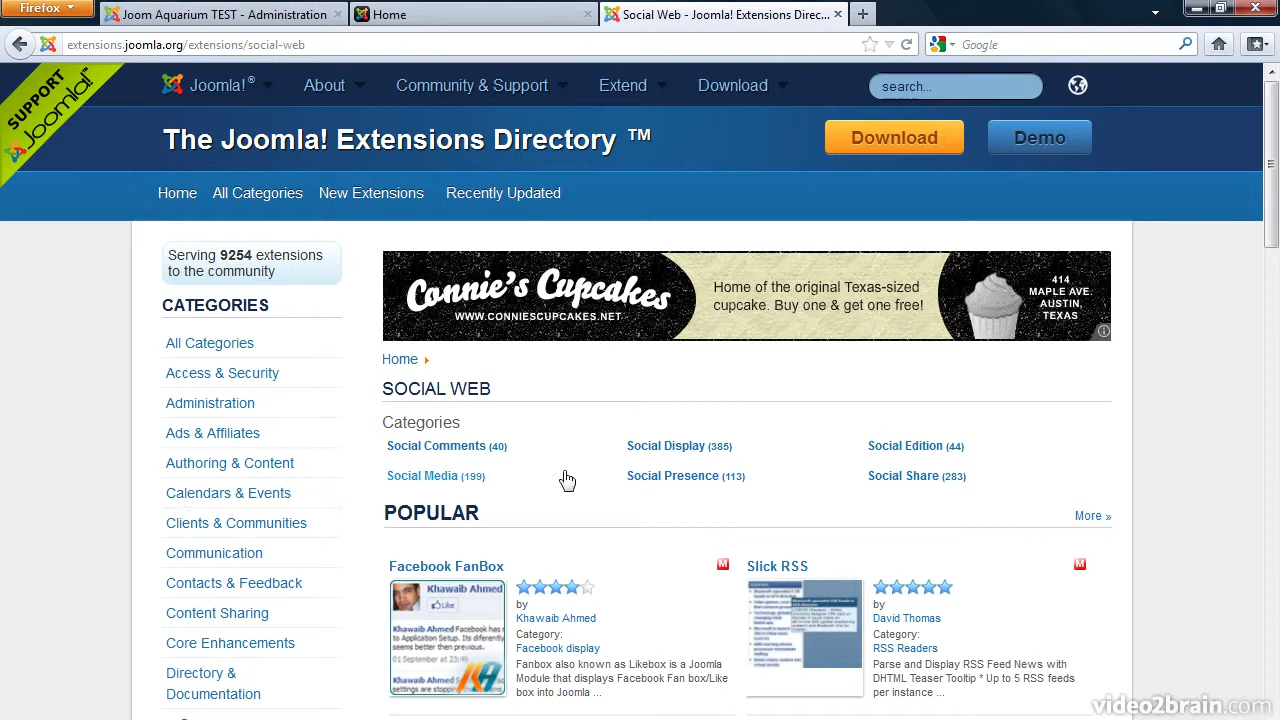 Firefox
Joom Aquarium TEST - Administration
Home
Social Web - Joomla! Extensions Direc...
extensions.joomla.org/extensions/social-web
Google
SUPPORT
Joomla!™
Joomla!®
About
Community & Support
Extend
Download
search...
The Joomla! Extensions Directory ™
Download
Demo
Home
All Categories
New Extensions
Recently Updated
Serving 9254 extensions
to the community
CATEGORIES
All Categories
Access & Security
Administration
Ads & Affiliates
Authoring & Content
Calendars & Events
Clients & Communities
Communication
Contacts & Feedback
Content Sharing
Core Enhancements
Directory &
Documentation
Connie's Cupcakes
WWW.CONNIESCUPCAKES.NET
Home of the original Texas-sized
cupcake. Buy one & get one free!
414
MAPLE AVE.
AUSTIN,
TEXAS
Home
SOCIAL WEB
Categories
Social Comments (40)
Social Display (385)
Social Edition (44)
Social Media (199)
Social Presence (113)
Social Share (283)
POPULAR
More »
Facebook FanBox
M
Khawaib Ahmed
Like
Khawaib Ahmed Facebook has
to Application Setup. Its diferently
more better then previous.
01 September at 23:
Khawaib Ahmed
settings are stop
by
Khawaib Ahmed
Category:
Facebook display
Fanbox also known as Likebox is a Joomla
Module that displays Facebook Fan box/Like
box into Joomla ...
Slick RSS
M
by
David Thomas
Category:
RSS Readers
Parse and Display RSS Feed News with
DHTML Teaser Tooltip * Up to 5 RSS feeds
per instance ...
video2brain.com